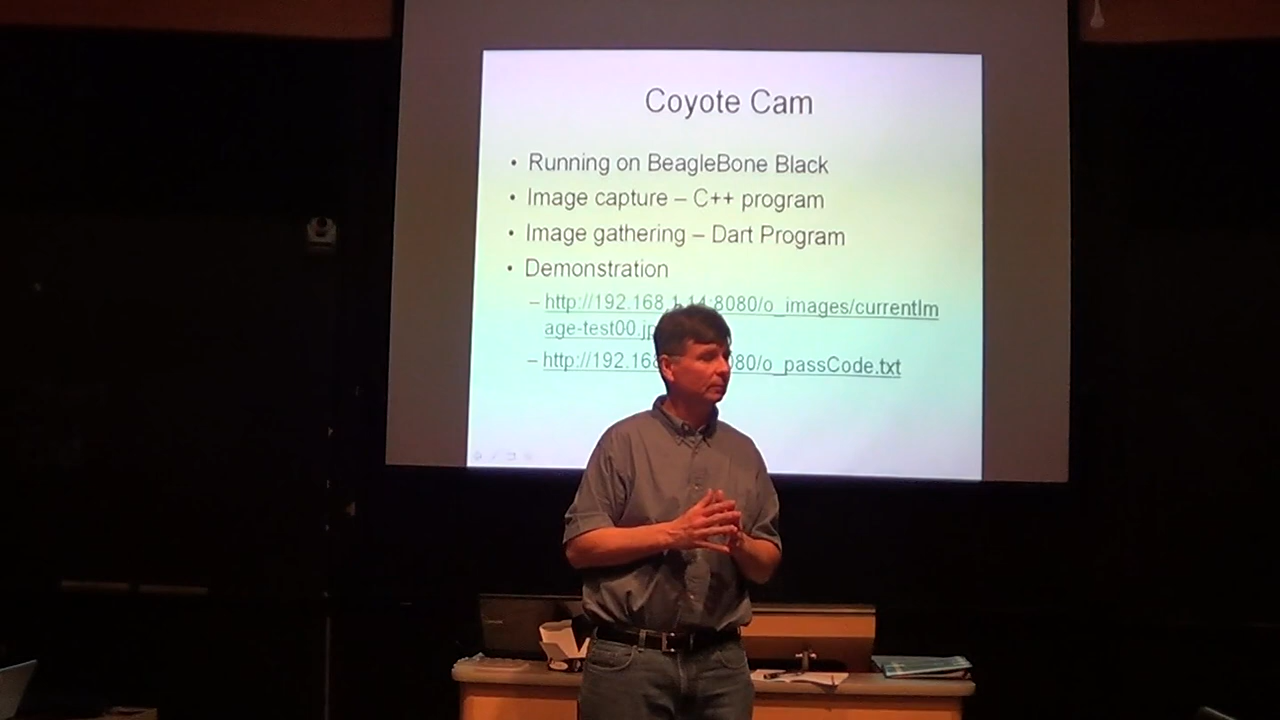 Coyote Cam
• Running on BeagleBone Black
• Image capture – C++ program
• Image gathering – Dart Program
• Demonstration
– http://192.168.1.14:8080/o_images/currentIm
age-test00.jp
– http://192.168 080/o_passCode.txt